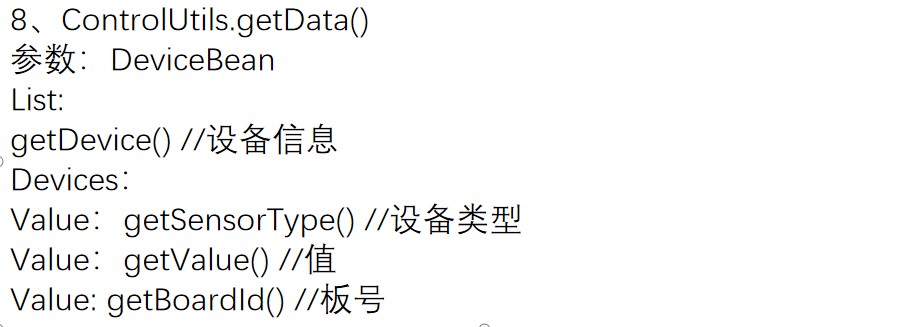 8、ControlUtils.getData()
参数：DeviceBean
List:
getDevice() //设备信息
Devices：
Value：getSensorType() //设备类型
Value：getValue() //值
Value: getBoardId() //板号